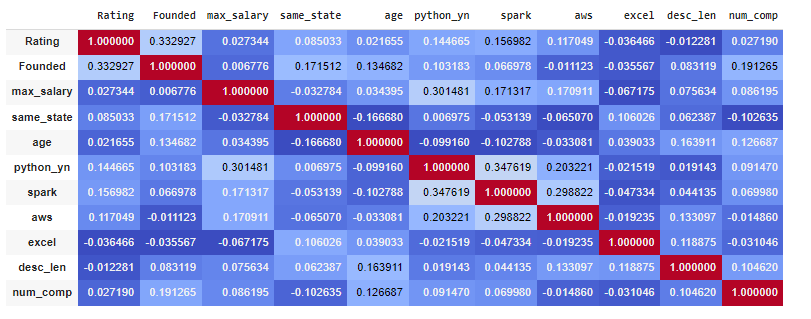 Rating Founded max_salary same_state age python_yn spark aws excel desc_len num_comp
Rating 1.000000 0.332927 0.027344 0.085033 0.021655 0.144665 0.156982 0.117049 -0.036466 -0.012281 0.027190
Founded 0.332927 1.000000 0.006776 0.171512 0.134682 0.103183 0.066978 -0.011123 -0.035567 0.083119 0.191265
max_salary 0.027344 0.006776 1.000000 -0.032784 0.034395 0.301481 0.171317 0.170911 -0.067175 0.075634 0.086195
same_state 0.085033 0.171512 -0.032784 1.000000 -0.166680 0.006975 -0.053139 -0.065070 0.106026 0.062387 -0.102635
age 0.021655 0.134682 0.034395 -0.166680 1.000000 -0.099160 -0.102788 -0.033081 0.039033 0.163911 0.126687
python_yn 0.144665 0.103183 0.301481 0.006975 -0.099160 1.000000 0.347619 0.203221 -0.021519 0.019143 0.091470
spark 0.156982 0.066978 0.171317 -0.053139 -0.102788 0.347619 1.000000 0.298822 -0.047334 0.044135 0.069980
aws 0.117049 -0.011123 0.170911 -0.065070 -0.033081 0.203221 0.298822 1.000000 -0.019235 0.133097 -0.014860
excel -0.036466 -0.035567 -0.067175 0.106026 0.039033 -0.021519 -0.047334 -0.019235 1.000000 0.118875 -0.031046
desc_len -0.012281 0.083119 0.075634 0.062387 0.163911 0.019143 0.044135 0.133097 0.118875 1.000000 0.104620
num_comp 0.027190 0.191265 0.086195 -0.102635 0.126687 0.091470 0.069980 -0.014860 -0.031046 0.104620 1.000000